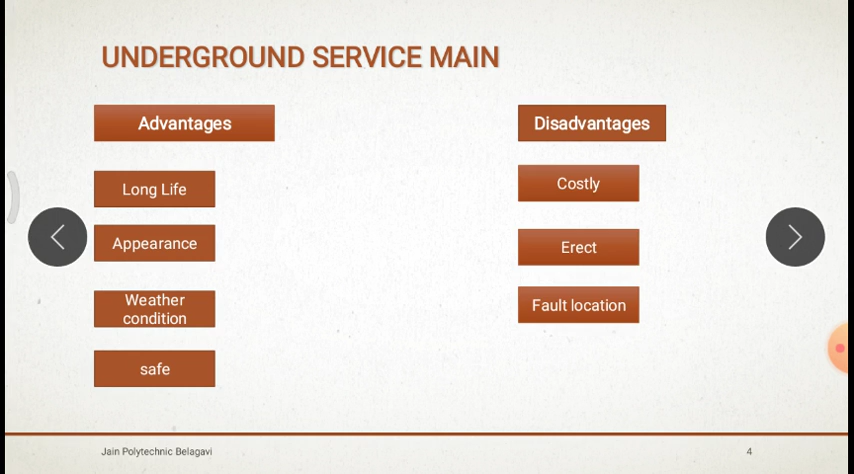 UNDERGROUND SERVICE MAIN
Advantages
Long Life
Appearance
Weather
condition
safe
Disadvantages
Costly
Erect
Fault location
Jain Polytechnic Belagavi
4